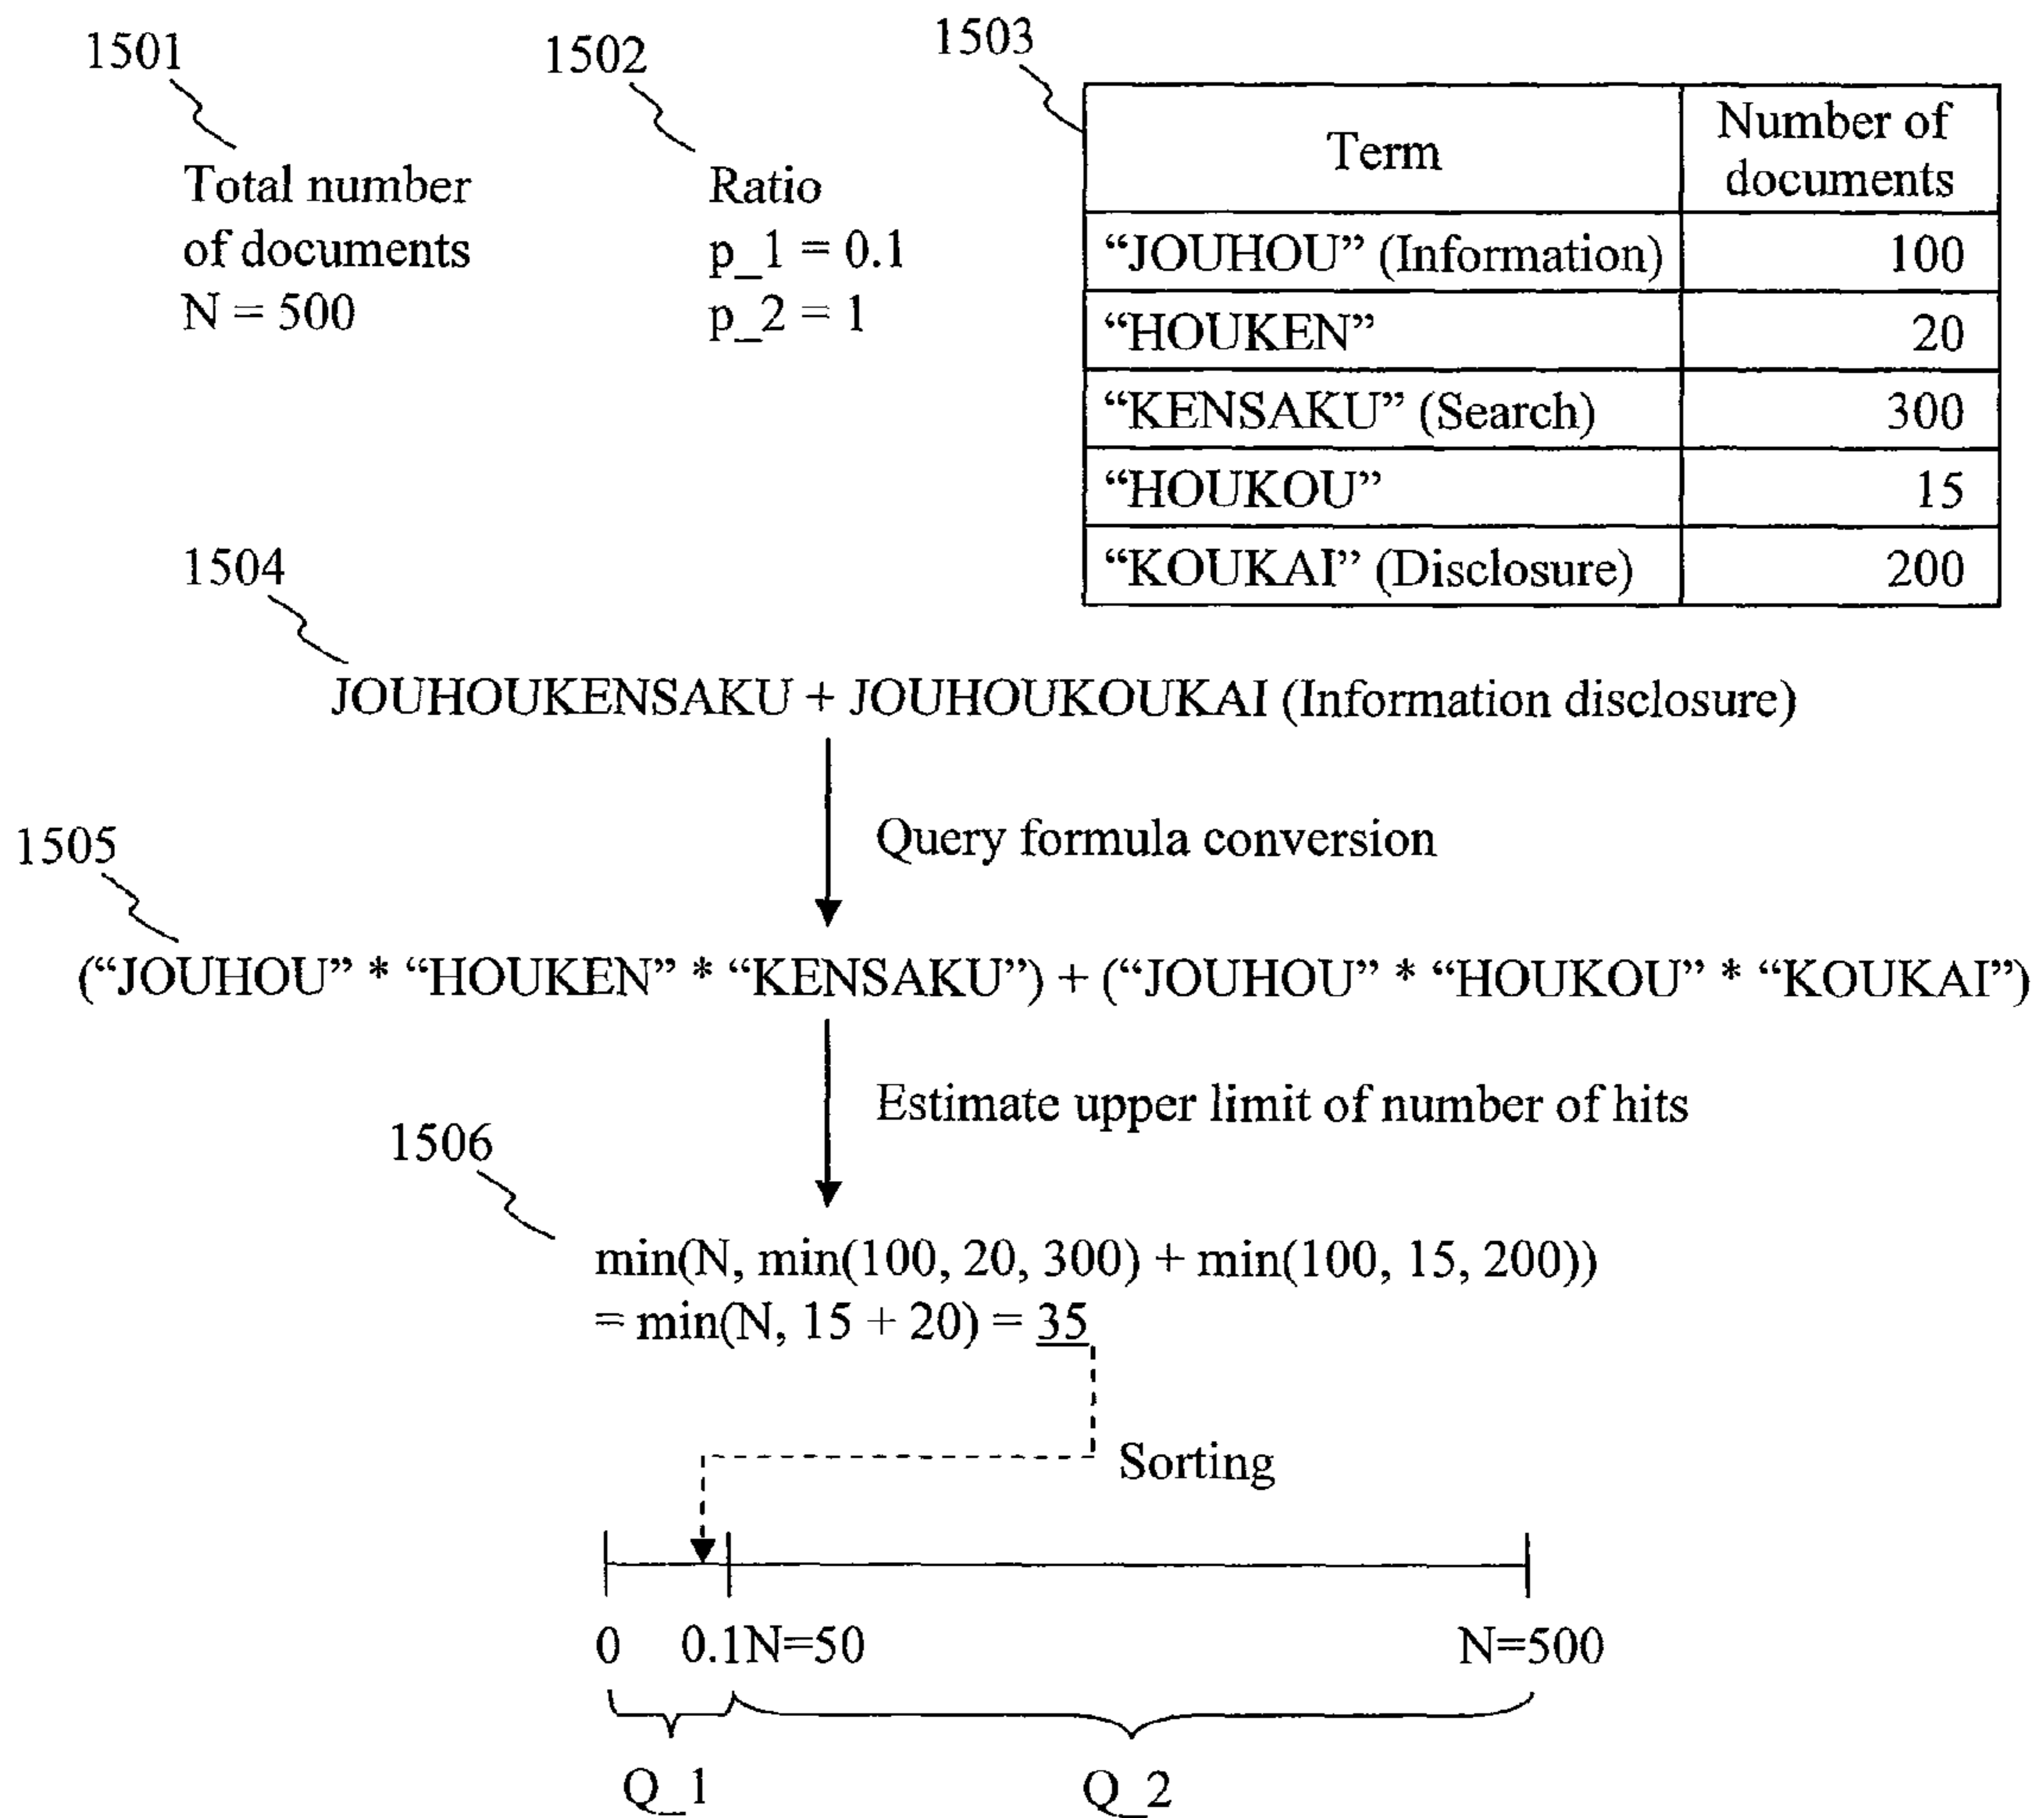 1501
Total number
of documents
N = 500
1502
Ratio
p_1 = 0.1
p_2 = 1
1503
Term
Number of
documents
“JOUHOU” (Information) 100
“HOUKEN” 20
“KENSAKU” (Search) 300
“HOUKOU” 15
“KOUKAI” (Disclosure) 200
1504
JOUHOUKENSAKU + JOUHOUKOUKAI (Information disclosure)
Query formula conversion
1505
(“JOUHOU” * “HOUKEN” * “KENSAKU”) + (“JOUHOU” * “HOUKOU” * “KOUKAI”)
Estimate upper limit of number of hits
1506
min(N, min(100, 20, 300) + min(100, 15, 200))
= min(N, 15 + 20) = 35
Sorting
0 0.1N=50 N=500
Q_1 Q_2